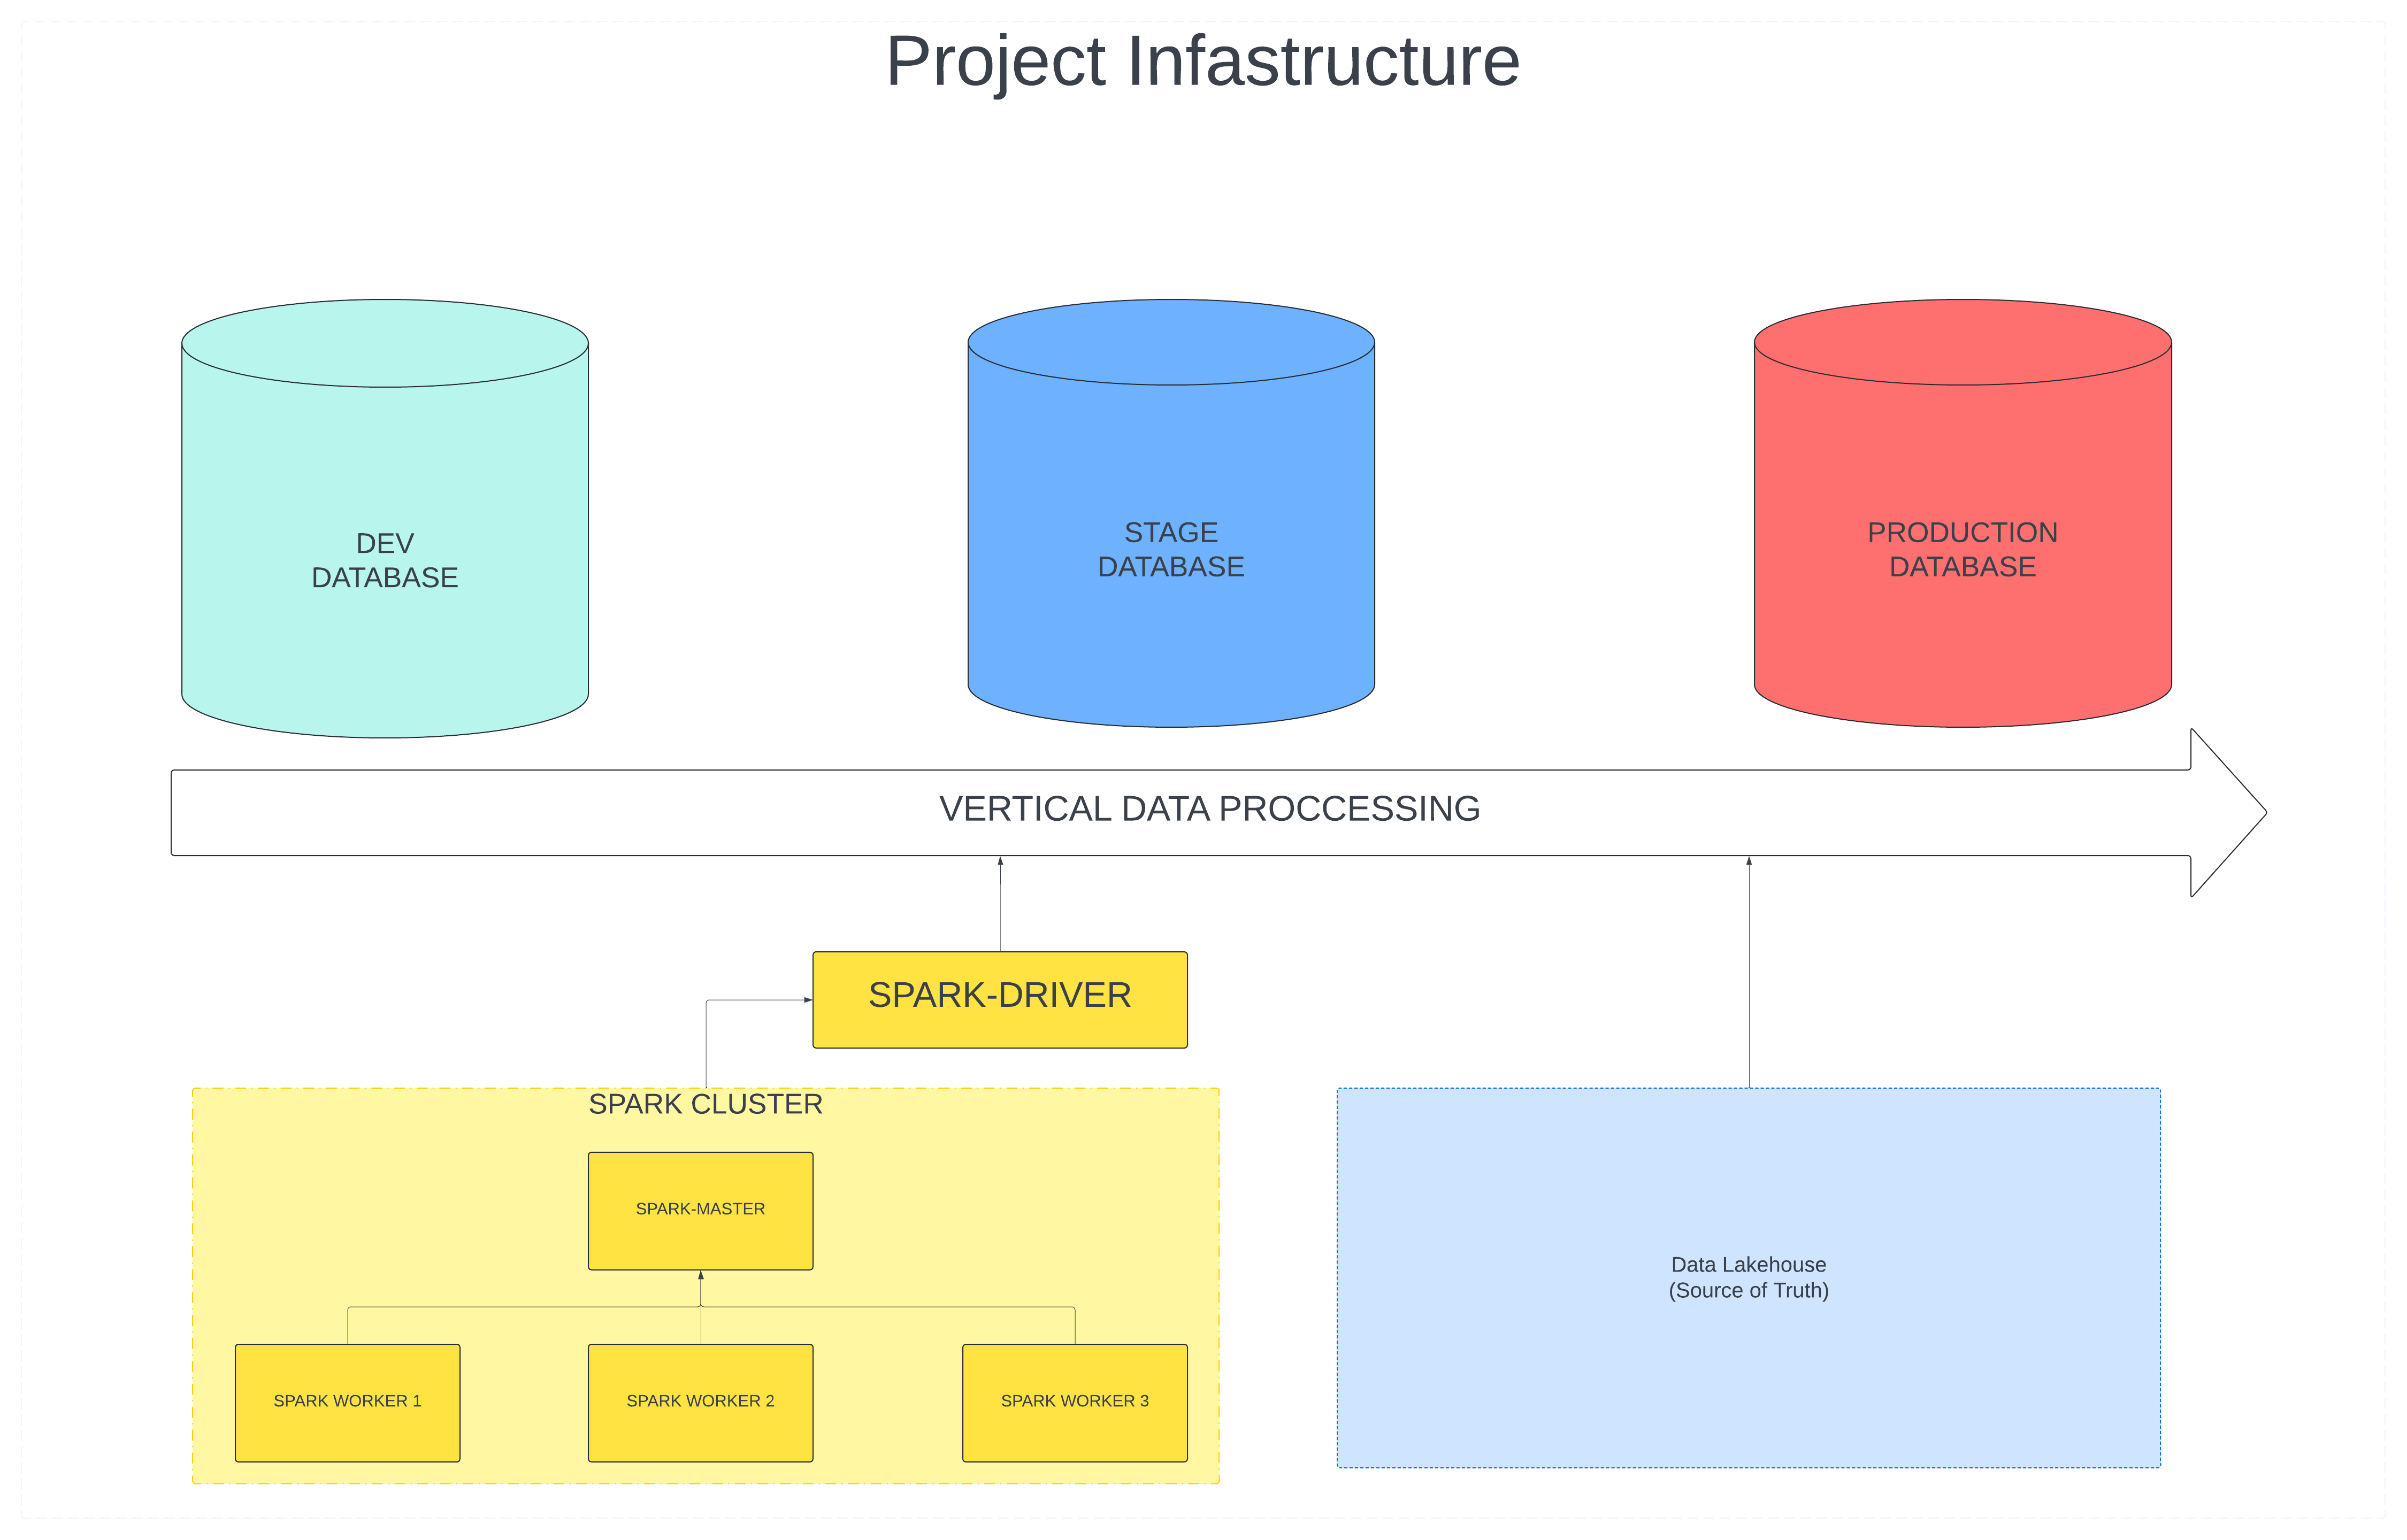 Project Infastructure
DEV
DATABASE
STAGE
DATABASE
PRODUCTION
DATABASE
VERTICAL DATA PROCCESSING
SPARK-DRIVER
SPARK CLUSTER
SPARK-MASTER
SPARK WORKER 1
SPARK WORKER 2
SPARK WORKER 3
Data Lakehouse
(Source of Truth)